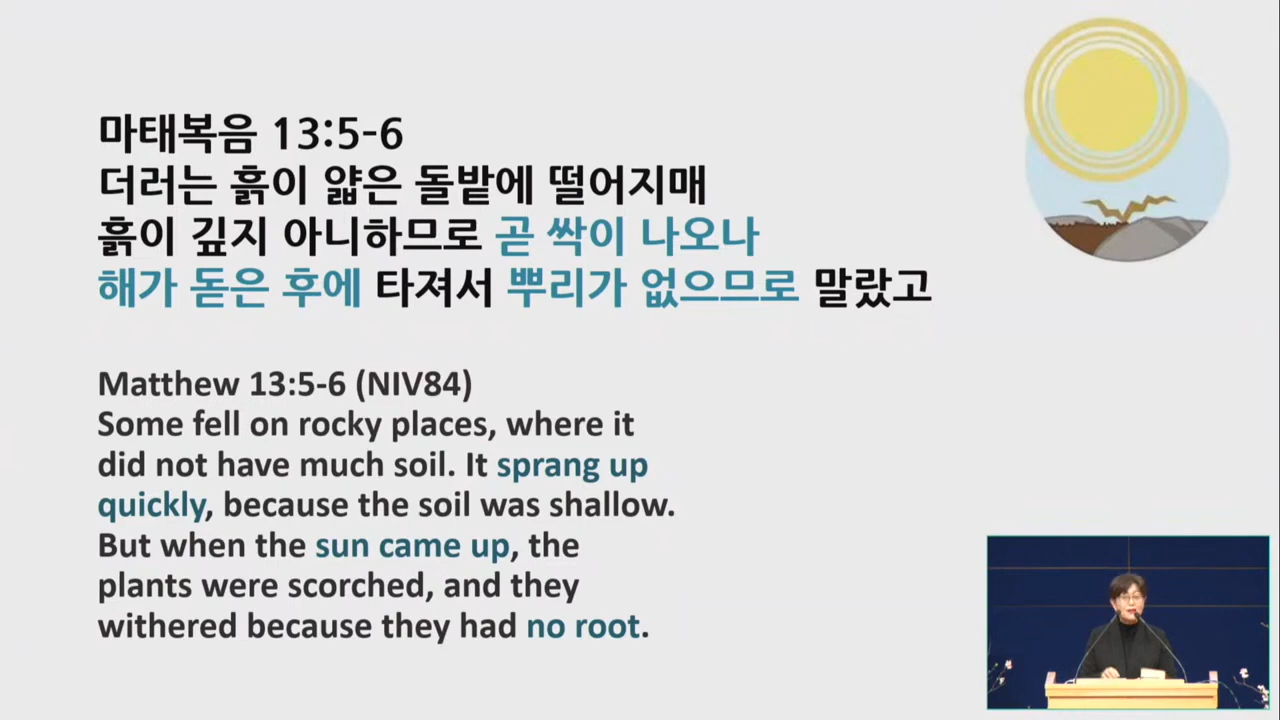 마태복음 13:5-6
더러는 흙이 얇은 돌밭에 떨어지매
흙이 깊지 아니하므로 곧 싹이 나오나
해가 돋은 후에 타져서 뿌리가 없으므로 말랐고
Matthew 13:5-6 (NIV84)
Some fell on rocky places, where it
did not have much soil. It sprang up
quickly, because the soil was shallow.
But when the sun came up, the
plants were scorched, and they
withered because they had no root.